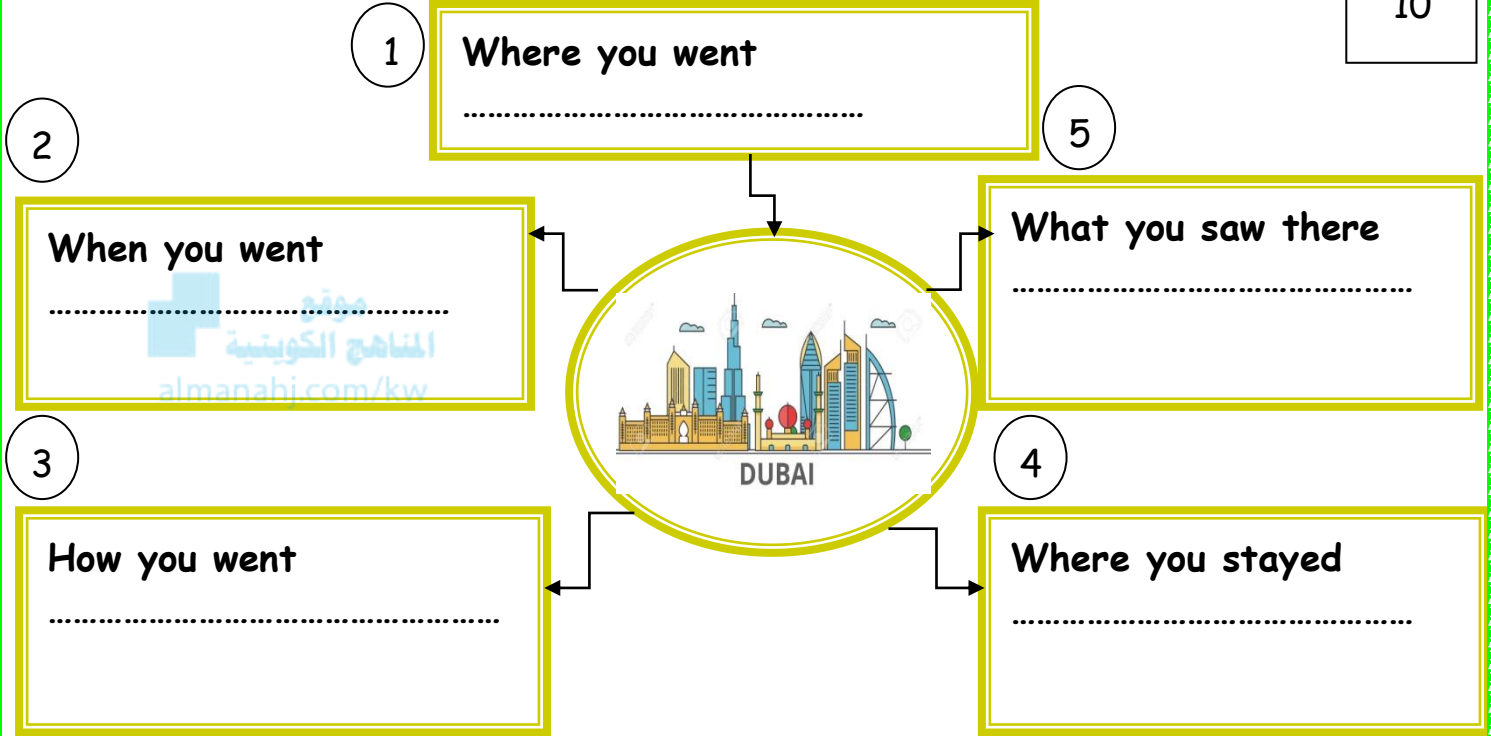 10
1
Where you went
................................................
2
When you went
................................................
موقع
المناهج الكويتية
almanahj.com/kw
3
How you went
......................................................
DUBAI
4
Where you stayed
................................................
5
What you saw there
................................................